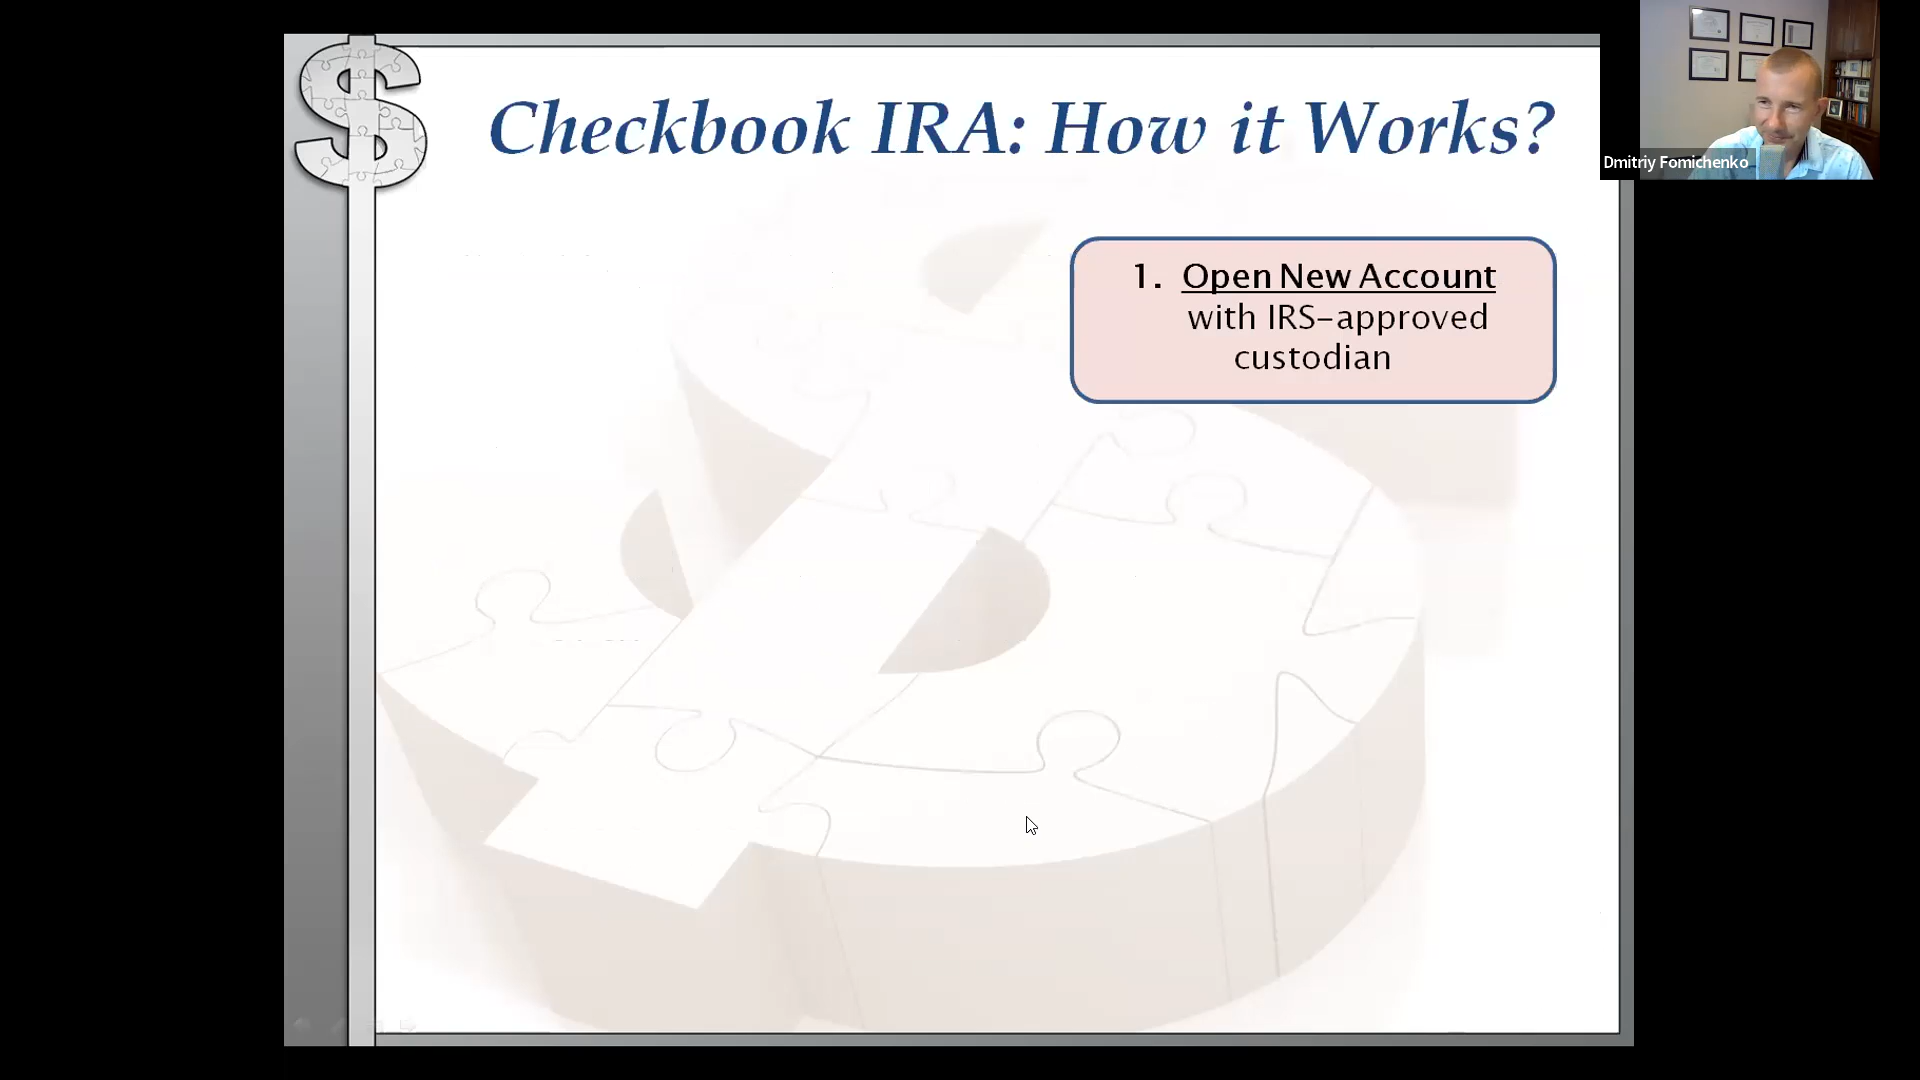 Checkbook IRA: How it Works?
Dmitriy Fomichenko
1. Open New Account
with IRS-approved
custodian